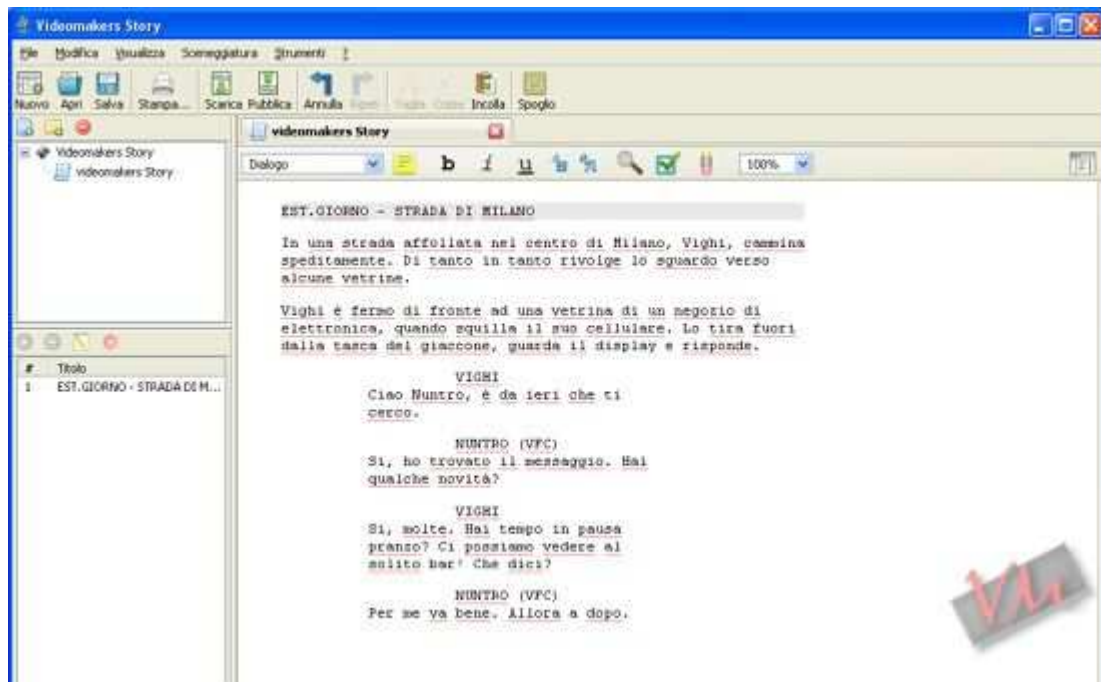 Videomakers Story
File Modifica Visualizza Sceneggiatura Strumenti ?
Nuovo Apri Salva Stampa... Scarica Pubblica Annulla Incolla Spoglio
videomakers Story
Videomakers Story
videomakers Story
Dialogo b i u 100%
EST.GIORNO - STRADA DI MILANO
In una strada affollata nel centro di Milano, Vighi, cammina
speditamente. Di tanto in tanto rivolge lo sguardo verso
alcune vetrine.
Vighi è fermo di fronte ad una vetrina di un negozio di
elettronica, quando squilla il suo cellulare. Lo tira fuori
dalla tasca del giaccone, guarda il display e risponde.
# Titolo
1 EST.GIORNO - STRADA DI M...
VIGHI
Ciao Nuntro, è da ieri che ti
cerco.
NUNTRO (VFC)
Si, ho trovato il messaggio. Hai
qualche novità?
VIGHI
Si, molte. Hai tempo in pausa
pranzo? Ci possiamo vedere al
solito bar! Che dici?
NUNTRO (VFC)
Per me va bene. Allora a dopo.